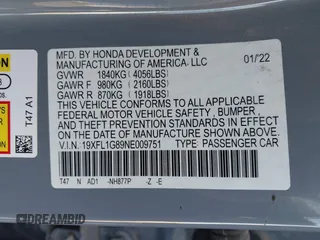 MFD. BY HONDA DEVELOPMENT &
MANUFACTURING OF AMERICA, LLC
GVWR 1840KG (4056LBS) 01/'22
GAWR F 980KG (2160LBS)
GAWR R 870KG (1918LBS)
THIS VEHICLE CONFORMS TO ALL APPLICABLE
FEDERAL MOTOR VEHICLE SAFETY , BUMPER ,
AND THEFT PREVENTION STANDARDS IN EFFECT
ON THE DATE OF MANUFACTURE SHOWN ABOVE.
V.I.N. 19XFL1G89NE009751 TYPE: PASSENGER CAR
T47 N AD1 -NH877P -Z -E
T47 A1
DREAMBID